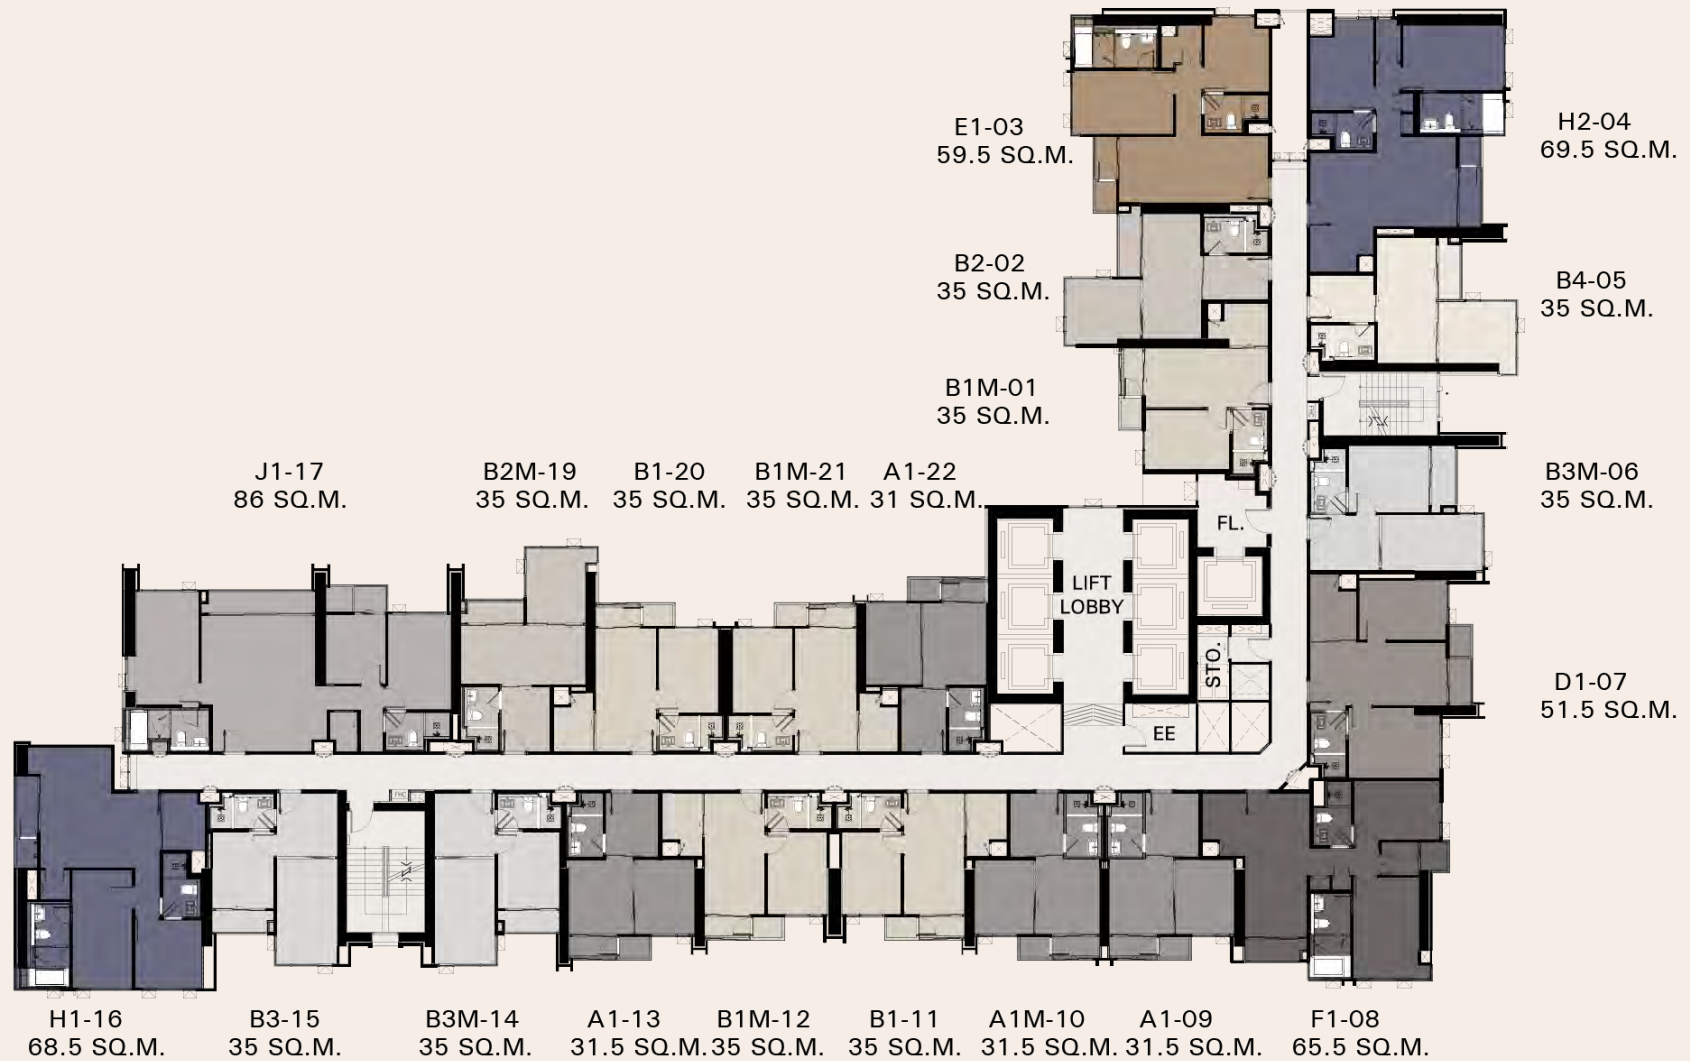 E1-03
59.5 SQ.M.
H2-04
69.5 SQ.M.
B2-02
35 SQ.M.
B4-05
35 SQ.M.
B1M-01
35 SQ.M.
J1-17
86 SQ.M.
B2M-19
35 SQ.M.
B1-20
35 SQ.M.
B1M-21
35 SQ.M.
A1-22
31 SQ.M.
B3M-06
35 SQ.M.
FL.
LIFT
LOBBY
STO.
EE
D1-07
51.5 SQ.M.
FHC
FHC
H1-16
68.5 SQ.M.
B3-15
35 SQ.M.
B3M-14
35 SQ.M.
A1-13
31.5 SQ.M.
B1M-12
35 SQ.M.
B1-11
35 SQ.M.
A1M-10
31.5 SQ.M.
A1-09
31.5 SQ.M.
F1-08
65.5 SQ.M.